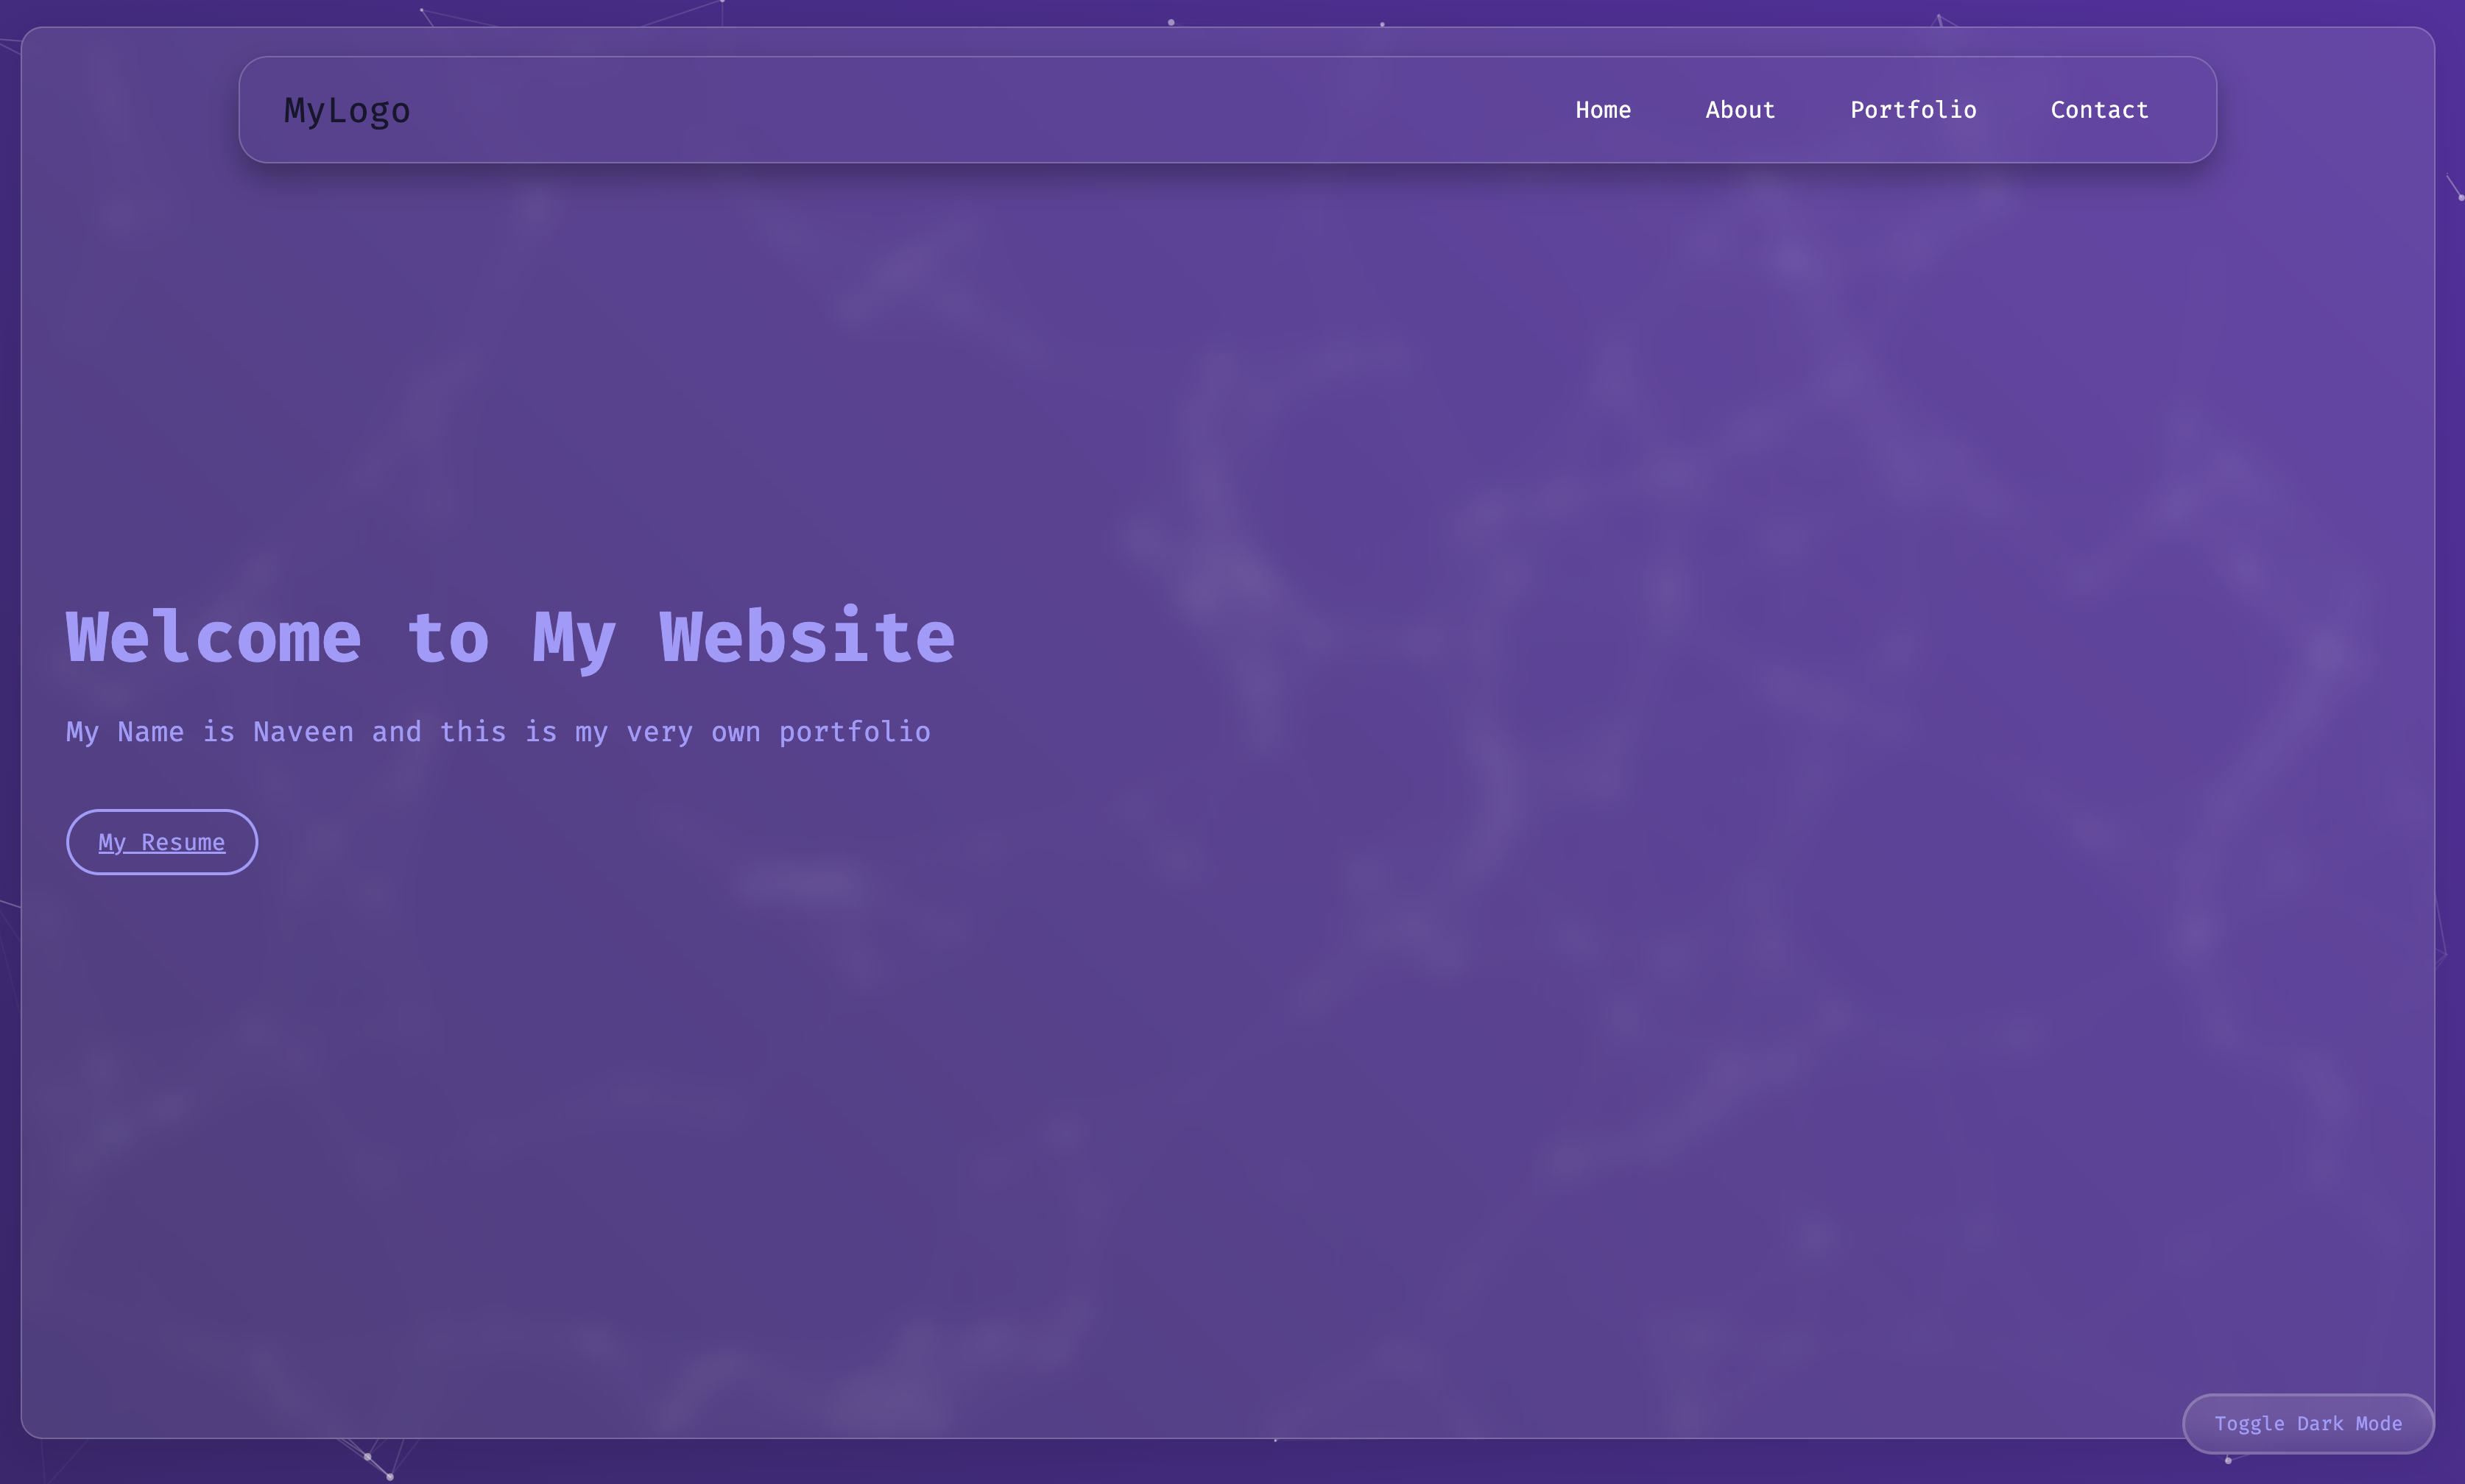 MyLogo Home About Portfolio Contact
Welcome to My Website
My Name is Naveen and this is my very own portfolio
My Resume
Toggle Dark Mode